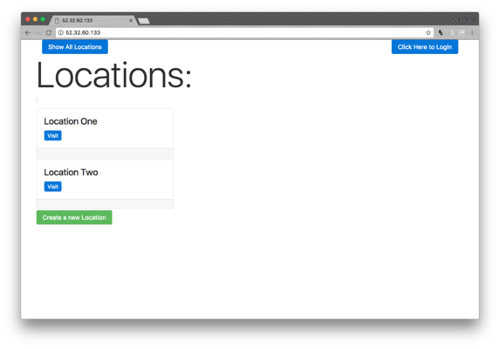 52.32.60.133
52.32.60.133
Show All Locations
Click Here to Login
Locations:
Location One
Visit
Location Two
Visit
Create a new Location